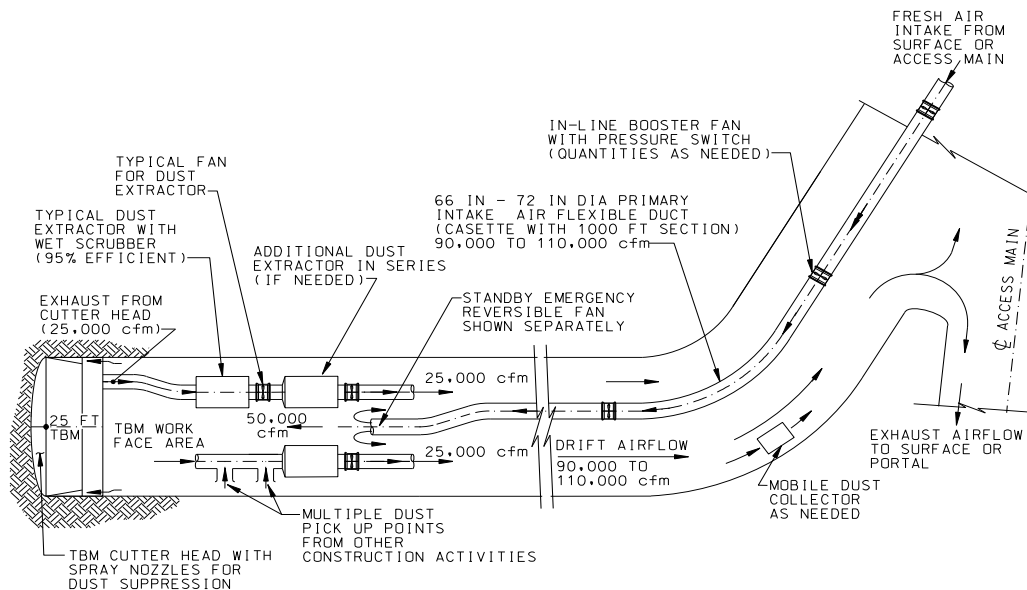 FRESH AIR
INTAKE FROM
SURFACE OR
ACCESS MAIN
IN-LINE BOOSTER FAN
WITH PRESSURE SWITCH
(QUANTITIES AS NEEDED)
TYPICAL FAN
FOR DUST
EXTRACTOR
66 IN - 72 IN DIA PRIMARY
INTAKE AIR FLEXIBLE DUCT
(CASETTE WITH 1000 FT SECTION)
90,000 TO 110,000 cfm
TYPICAL DUST
EXTRACTOR WITH
WET SCRUBBER
(95% EFFICIENT)
ADDITIONAL DUST
EXTRACTOR IN SERIES
(IF NEEDED)
EXHAUST FROM
CUTTER HEAD
(25,000 cfm)
STANDBY EMERGENCY
REVERSIBLE FAN
SHOWN SEPARATELY
℄ ACCESS MAIN
25,000 cfm
50,000
cfm
25 FT
TBM
TBM WORK
FACE AREA
25,000 cfm
DRIFT AIRFLOW
90,000 TO
110,000 cfm
EXHAUST AIRFLOW
TO SURFACE OR
PORTAL
MOBILE DUST
COLLECTOR
AS NEEDED
MULTIPLE DUST
PICK UP POINTS
FROM OTHER
CONSTRUCTION ACTIVITIES
TBM CUTTER HEAD WITH
SPRAY NOZZLES FOR
DUST SUPPRESSION